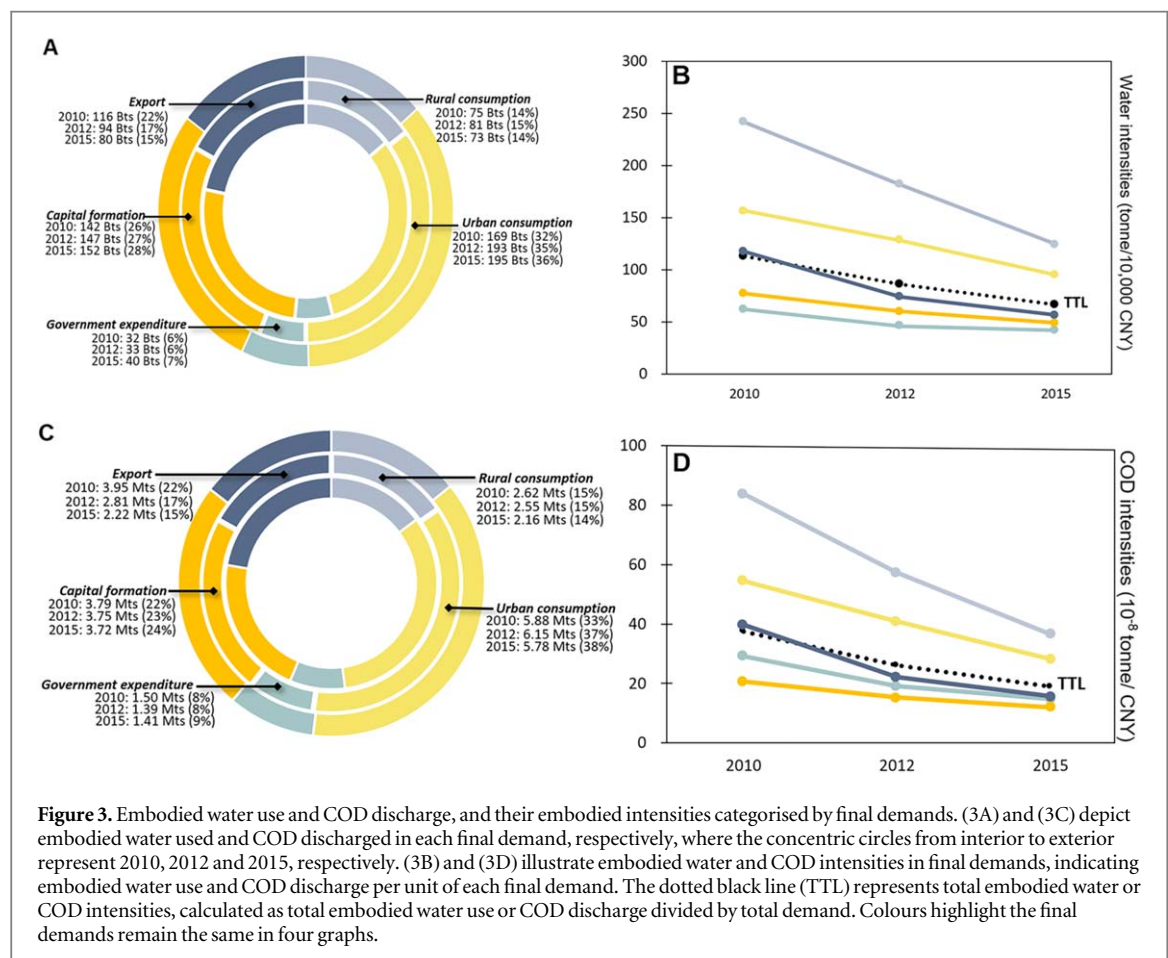 A
Export
2010: 116 Bts (22%)
2012: 94 Bts (17%)
2015: 80 Bts (15%)
Rural consumption
2010: 75 Bts (14%)
2012: 81 Bts (15%)
2015: 73 Bts (14%)
Capital formation
2010: 142 Bts (26%)
2012: 147 Bts (27%)
2015: 152 Bts (28%)
Urban consumption
2010: 169 Bts (32%)
2012: 193 Bts (35%)
2015: 195 Bts (36%)
Government expenditure
2010: 32 Bts (6%)
2012: 33 Bts (6%)
2015: 40 Bts (7%)
B
300
250
200
150
100
50
0
TTL
2010 2012 2015
Water intensities (tonne/10,000 CNY)
C
Export
2010: 3.95 Mts (22%)
2012: 2.81 Mts (17%)
2015: 2.22 Mts (15%)
Rural consumption
2010: 2.62 Mts (15%)
2012: 2.55 Mts (15%)
2015: 2.16 Mts (14%)
Capital formation
2010: 3.79 Mts (22%)
2012: 3.75 Mts (23%)
2015: 3.72 Mts (24%)
Urban consumption
2010: 5.88 Mts (33%)
2012: 6.15 Mts (37%)
2015: 5.78 Mts (38%)
Government expenditure
2010: 1.50 Mts (8%)
2012: 1.39 Mts (8%)
2015: 1.41 Mts (9%)
D
100
80
60
40
20
0
TTL
2010 2012 2015
COD intensities (10⁻⁸ tonne/ CNY)
Figure 3. Embodied water use and COD discharge, and their embodied intensities categorised by final demands. (3A) and (3C) depict
embodied water used and COD discharged in each final demand, respectively, where the concentric circles from interior to exterior
represent 2010, 2012 and 2015, respectively. (3B) and (3D) illustrate embodied water and COD intensities in final demands, indicating
embodied water use and COD discharge per unit of each final demand. The dotted black line (TTL) represents total embodied water or
COD intensities, calculated as total embodied water use or COD discharge divided by total demand. Colours highlight the final
demands remain the same in four graphs.